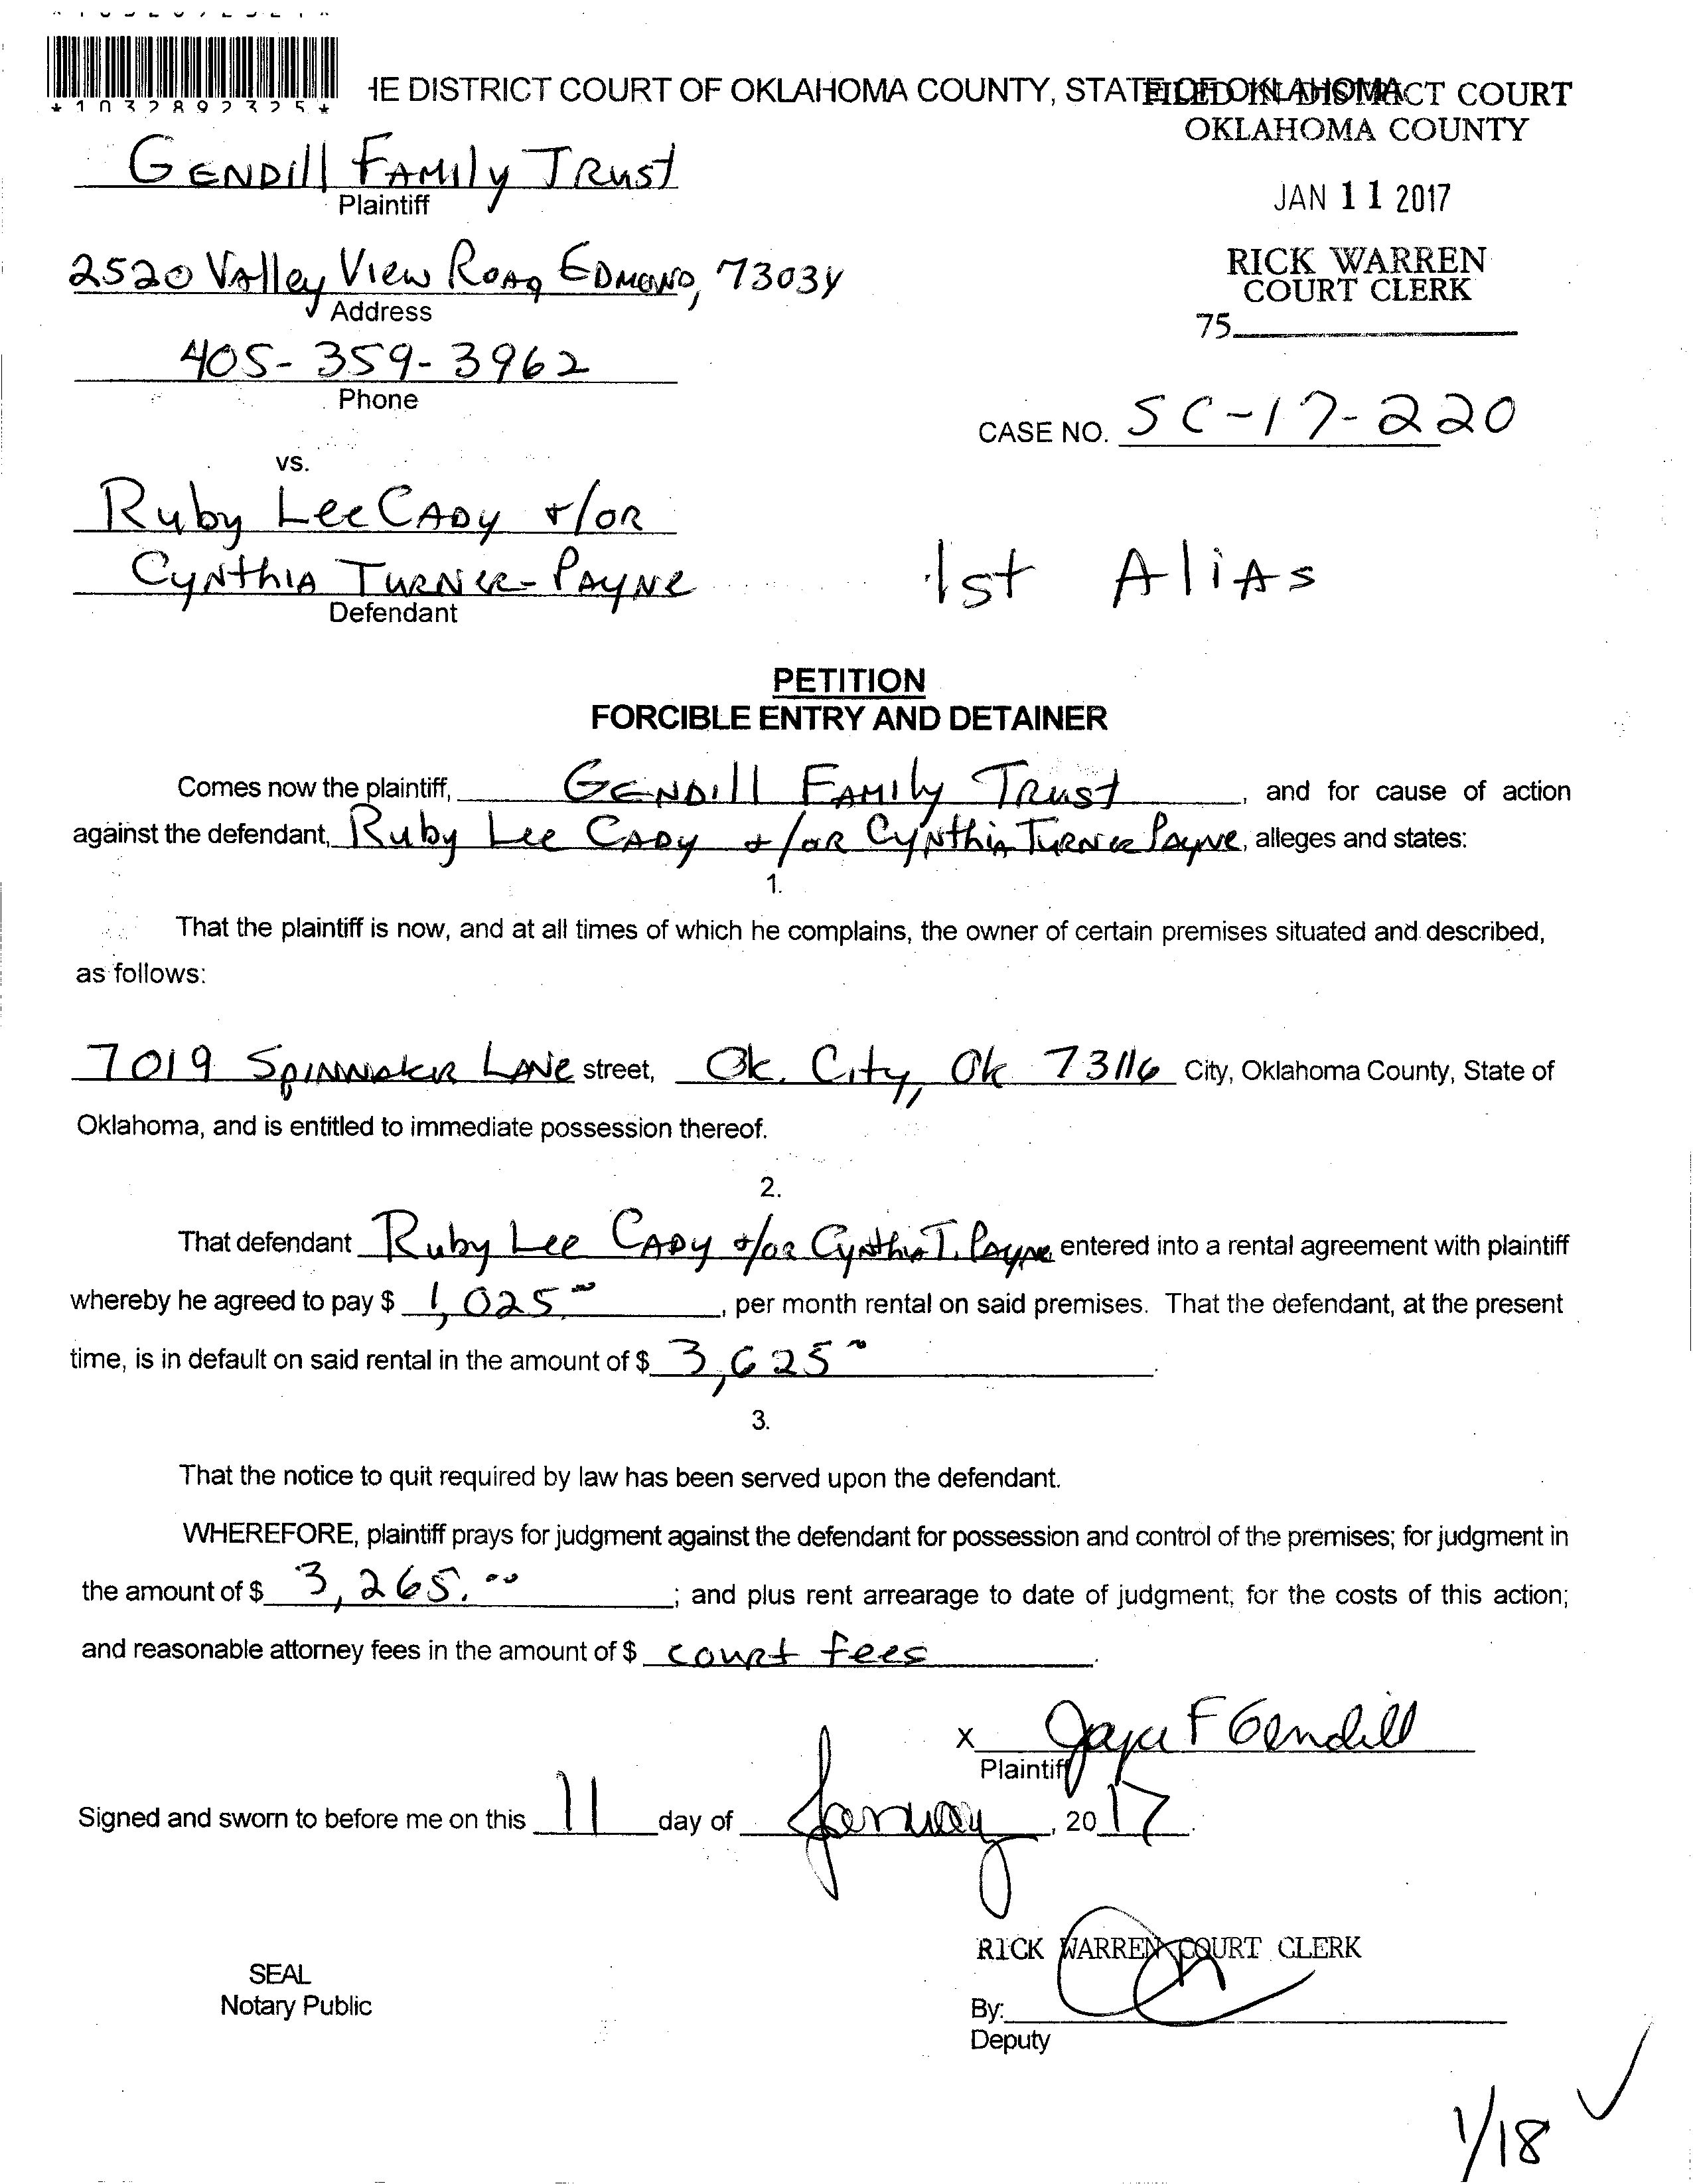 *1032892325*
HE DISTRICT COURT OF OKLAHOMA COUNTY, STATE OF OKLAHOMA
FILED IN DISTRICT COURT
OKLAHOMA COUNTY
JAN 11 2017
RICK WARREN
COURT CLERK
75
GENDill FAMIly TRust
Plaintiff
2520 VAlley View ROAD EDMOND, 73034
Address
405-359-3962
Phone
CASE NO. SC-17-220
vs.
Ruby Lee CADy +/OR
CyNthIA TURNER-PAyNe
Defendant
1st AliAs
PETITION
FORCIBLE ENTRY AND DETAINER
Comes now the plaintiff, GENDill FAMIly TRust, and for cause of action
against the defendant, Ruby Lee CADy +/OR CyNthiA TURNER PAyNe, alleges and states:
1.
That the plaintiff is now, and at all times of which he complains, the owner of certain premises situated and described,
as follows:
7019 SpINNAKER LANe street, Ok. City, Ok 73116 City, Oklahoma County, State of
Oklahoma, and is entitled to immediate possession thereof.
2.
That defendant Ruby Lee CADy +/OR CynthiA T. PAyNe entered into a rental agreement with plaintiff
whereby he agreed to pay $ 1,025.00, per month rental on said premises. That the defendant, at the present
time, is in default on said rental in the amount of $ 3,625.00.
3.
That the notice to quit required by law has been served upon the defendant.
WHEREFORE, plaintiff prays for judgment against the defendant for possession and control of the premises; for judgment in
the amount of $ 3,265.00; and plus rent arrearage to date of judgment; for the costs of this action;
and reasonable attorney fees in the amount of $ court fees.
X F Gendill
Plaintiff
Signed and sworn to before me on this 11 day of January, 2017.
RICK WARREN COURT CLERK
SEAL
Notary Public
By:
Deputy
1/18